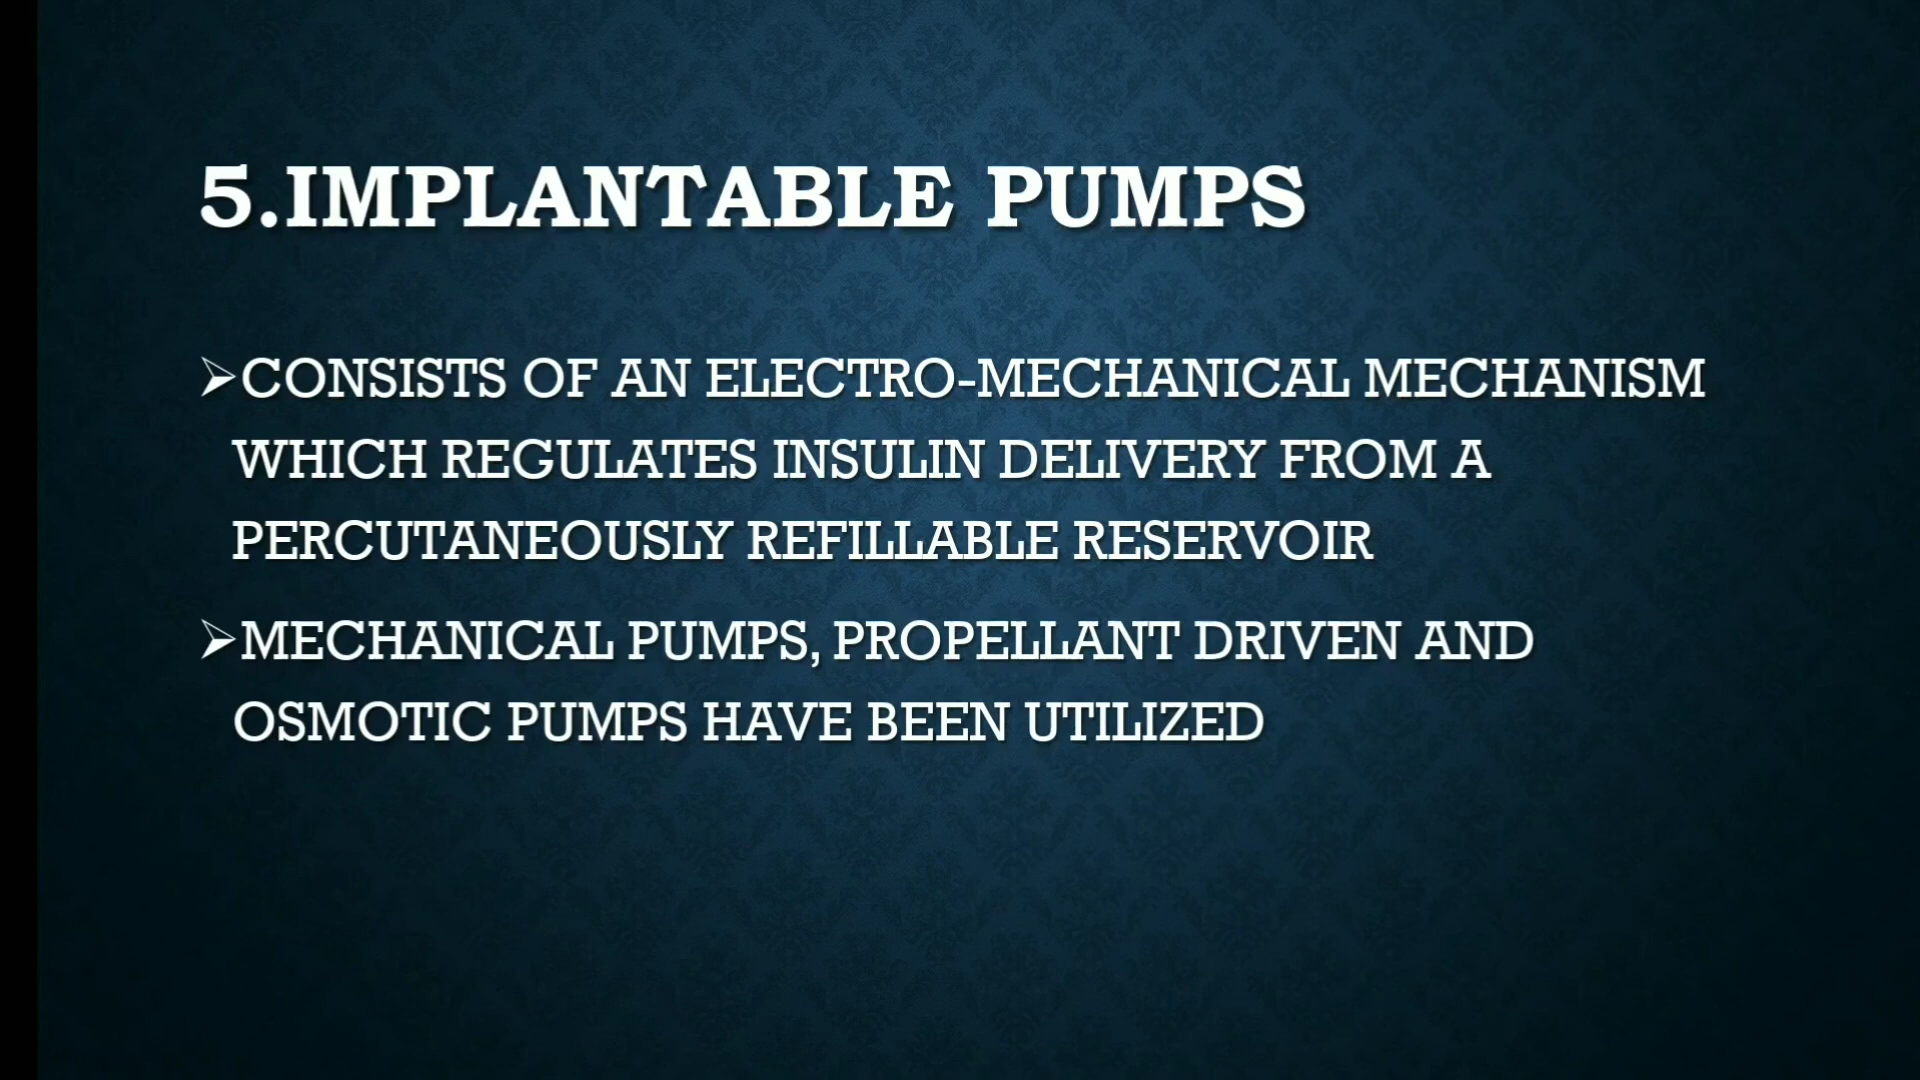 5.IMPLANTABLE PUMPS
➢CONSISTS OF AN ELECTRO-MECHANICAL MECHANISM
WHICH REGULATES INSULIN DELIVERY FROM A
PERCUTANEOUSLY REFILLABLE RESERVOIR
➢MECHANICAL PUMPS, PROPELLANT DRIVEN AND
OSMOTIC PUMPS HAVE BEEN UTILIZED